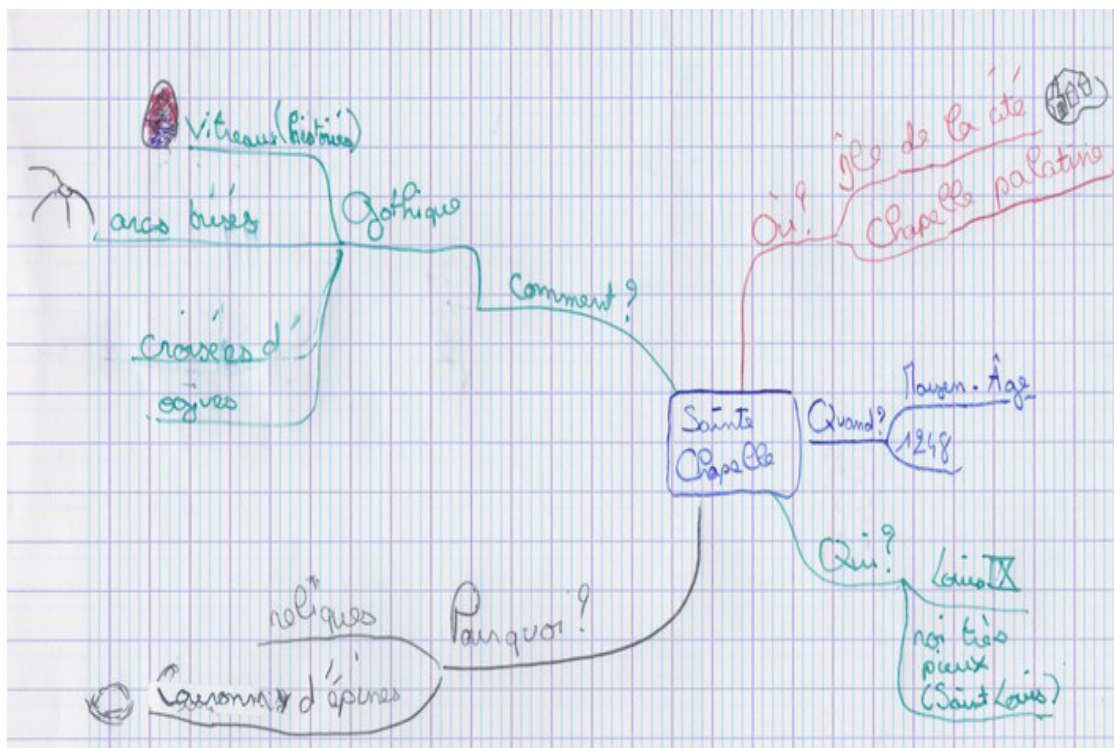 Sainte
Chapelle
Où?
Île de la cité
Chapelle palatine
Quand?
Moyen-Âge
1248
Qui?
Louis IX
roi très
pieux
(Saint Louis)
Pourquoi?
reliques
Couronne d'épines
Comment?
Gothique
Vitreaux (histoires)
arcs brisés
croisées d'
ogives